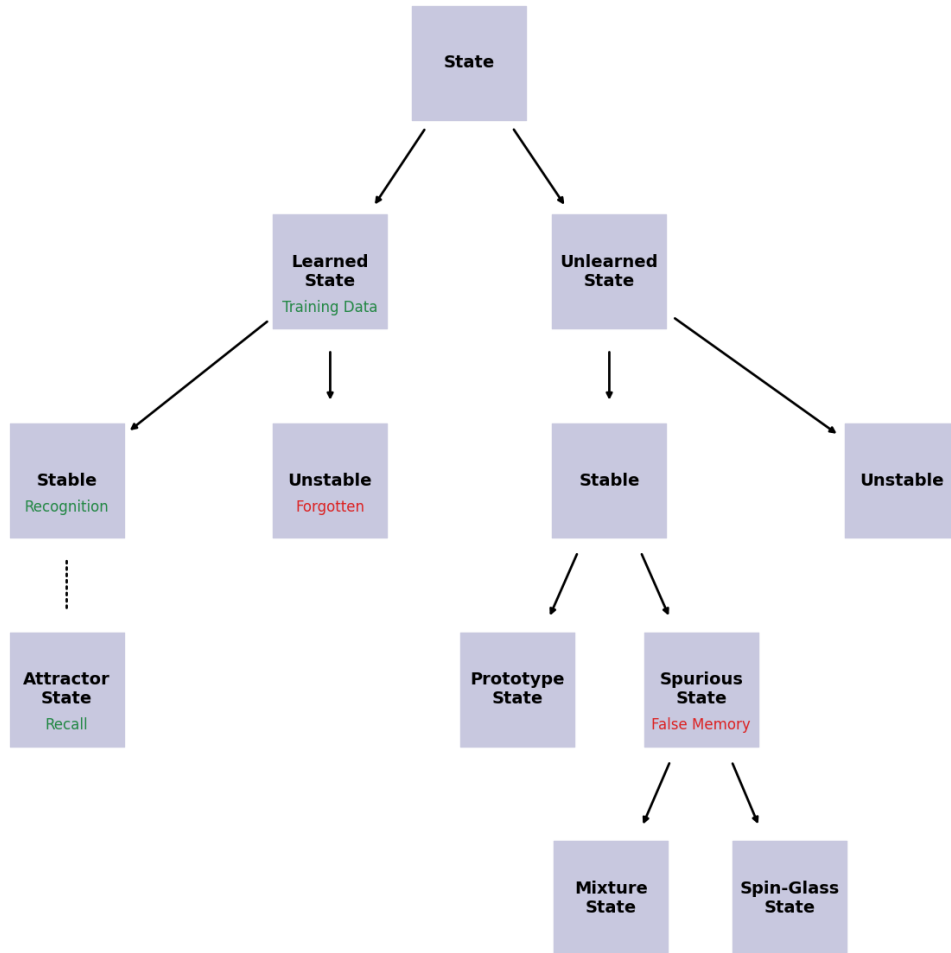 State
Learned
State
Training Data
Unlearned
State
Stable
Recognition
Unstable
Forgotten
Stable
Unstable
Attractor
State
Recall
Prototype
State
Spurious
State
False Memory
Mixture
State
Spin-Glass
State